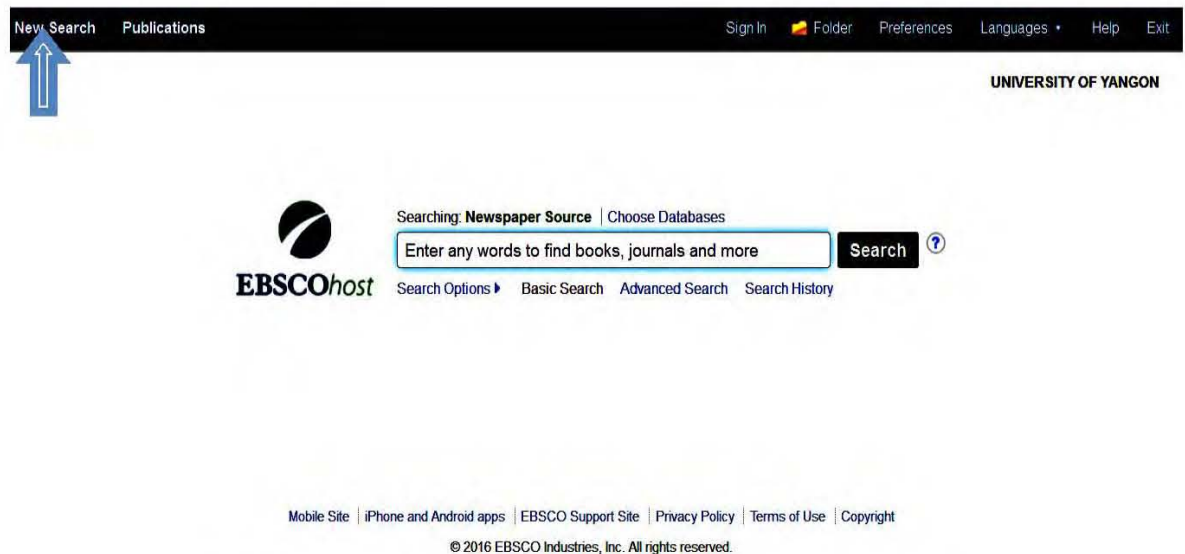 New Search Publications Sign In Folder Preferences Languages Help Exit
UNIVERSITY OF YANGON
Searching: Newspaper Source Choose Databases
Enter any words to find books, journals and more Search ?
EBSCOhost
Search Options Basic Search Advanced Search Search History
Mobile Site iPhone and Android apps EBSCO Support Site Privacy Policy Terms of Use Copyright
© 2016 EBSCO Industries, Inc. All rights reserved.